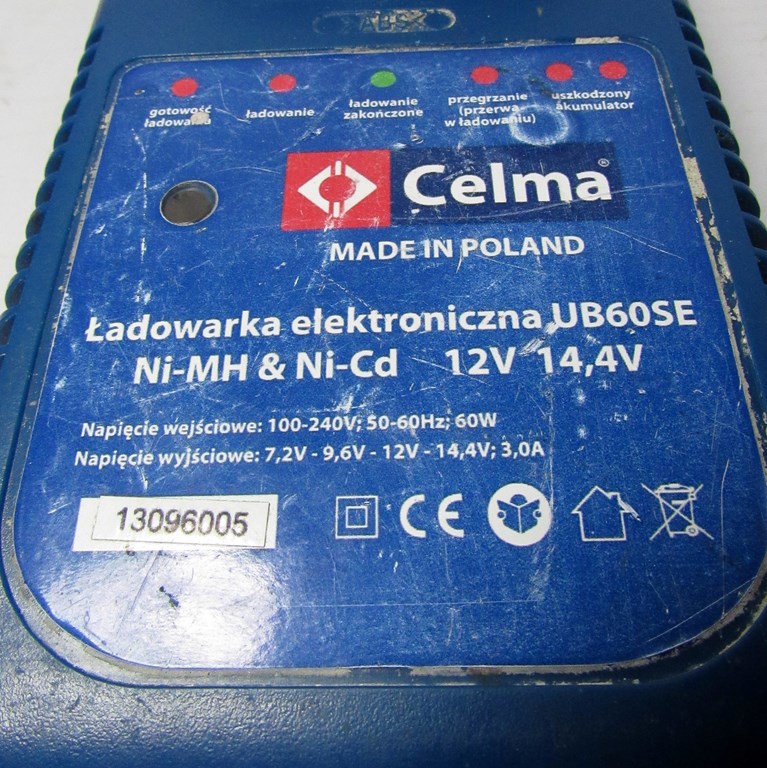 gotowość ładowanie przegrzanie uszkodzony
ładowania ładowanie zakończone (przerwa akumulator
w ładowaniu)
Celma®
MADE IN POLAND
Ładowarka elektroniczna UB60SE
Ni-MH & Ni-Cd 12V 14,4V
Napięcie wejściowe: 100-240V; 50-60Hz; 60W
Napięcie wyjściowe: 7,2V - 9,6V - 12V - 14,4V; 3,0A
13096005 CE